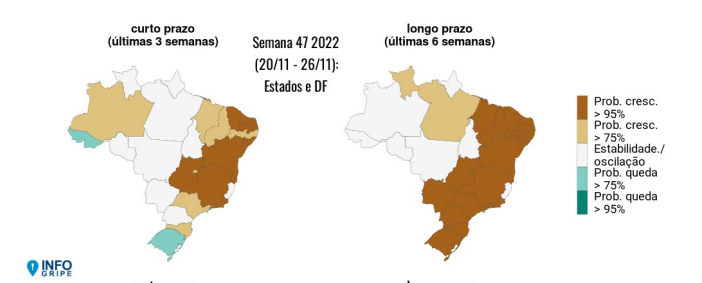 curto prazo
(últimas 3 semanas)
Semana 47 2022
(20/11 - 26/11):
Estados e DF
longo prazo
(últimas 6 semanas)
Prob. cresc.
> 95%
Prob. cresc.
> 75%
Estabilidade./
oscilação
Prob. queda
> 75%
Prob. queda
> 95%
INFO
GRIPE